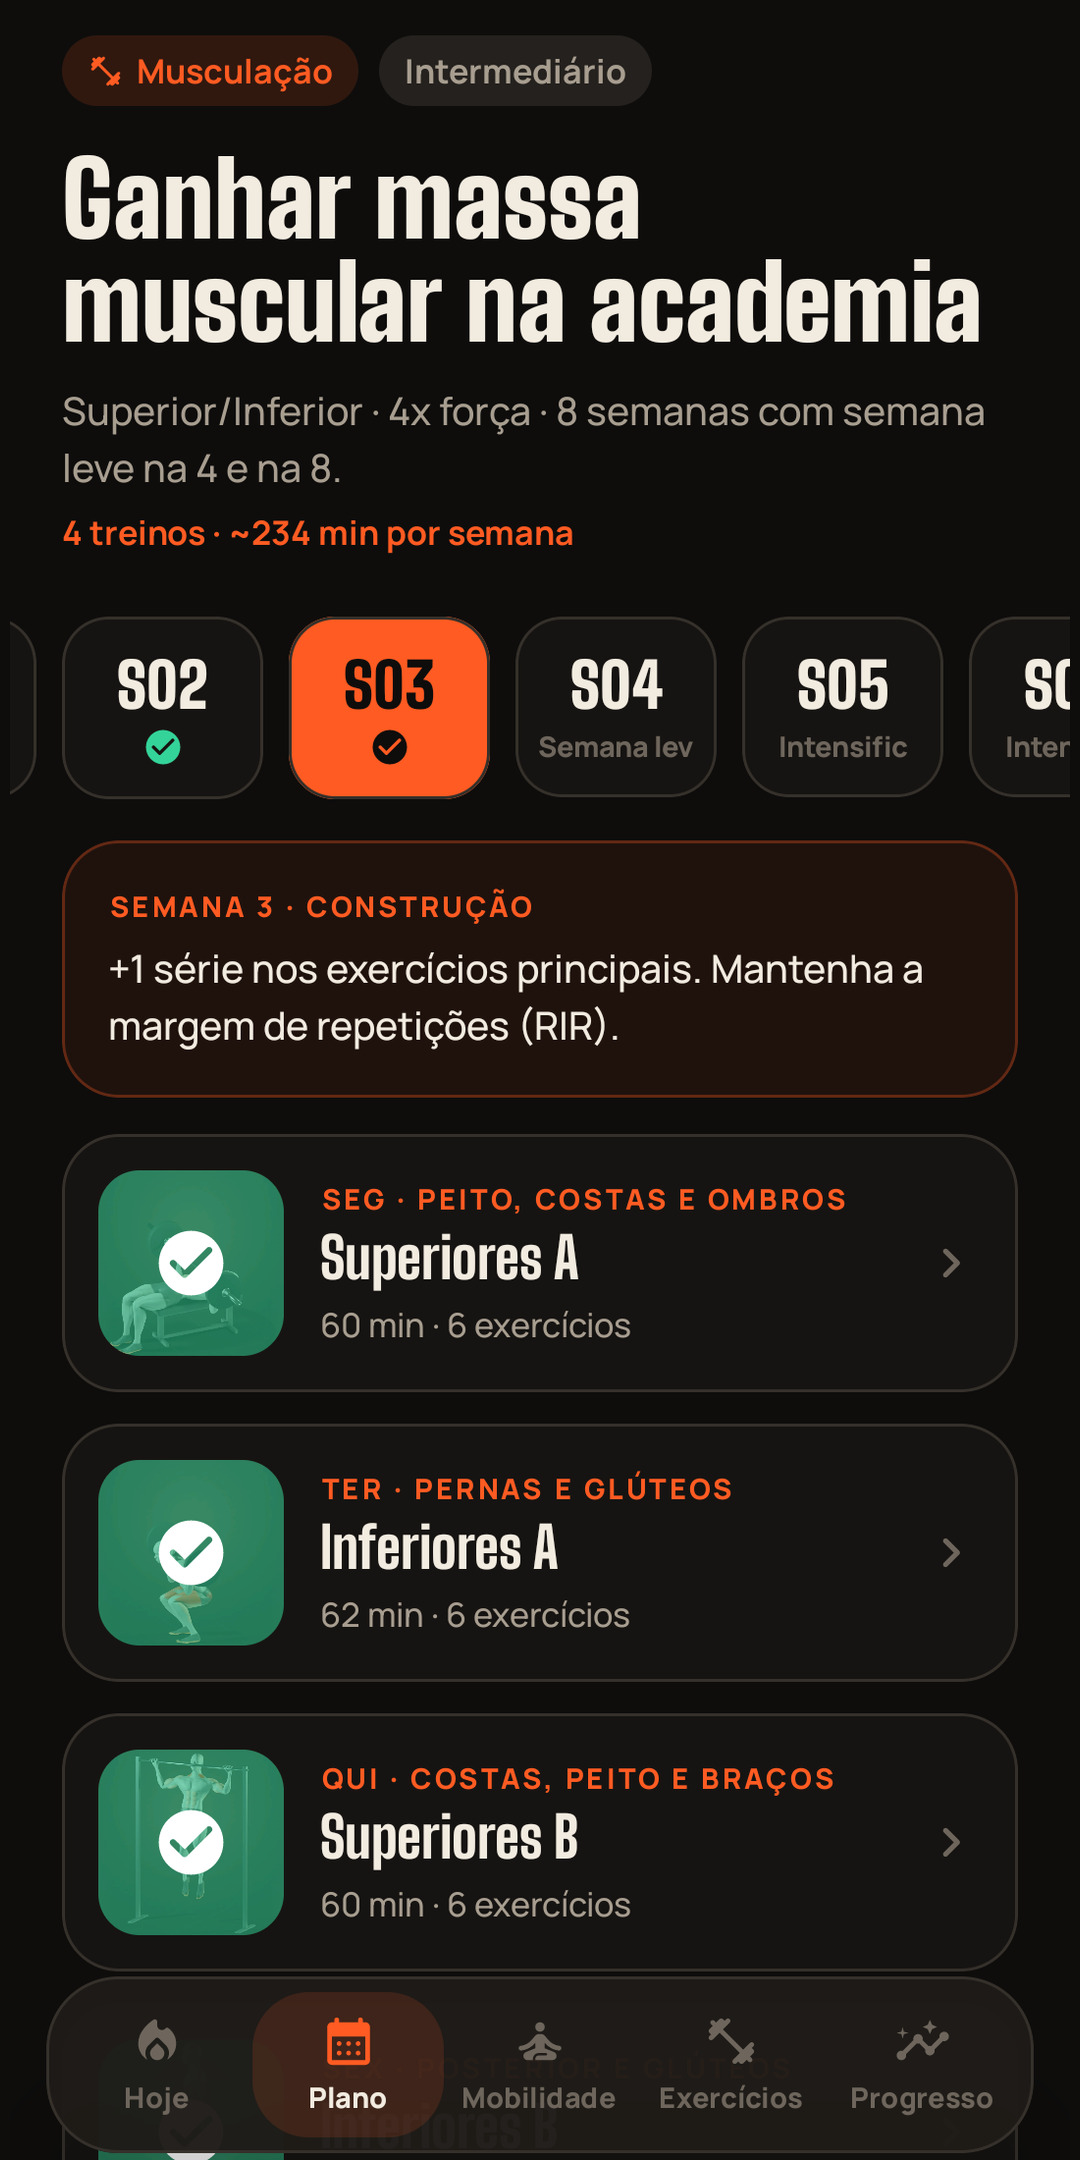 Musculação
Intermediário
Ganhar massa
muscular na academia
Superior/Inferior · 4x força · 8 semanas com semana
leve na 4 e na 8.
4 treinos · ~234 min por semana
S02
S03
S04
Semana lev
S05
Intensific
S0
Inter
SEMANA 3 · CONSTRUÇÃO
+1 série nos exercícios principais. Mantenha a
margem de repetições (RIR).
SEG · PEITO, COSTAS E OMBROS
Superiores A
60 min · 6 exercícios
TER · PERNAS E GLÚTEOS
Inferiores A
62 min · 6 exercícios
QUI · COSTAS, PEITO E BRAÇOS
Superiores B
60 min · 6 exercícios
POSTERIOR E GLÚTEOS
Inferiores B
Hoje
Plano
Mobilidade
Exercícios
Progresso